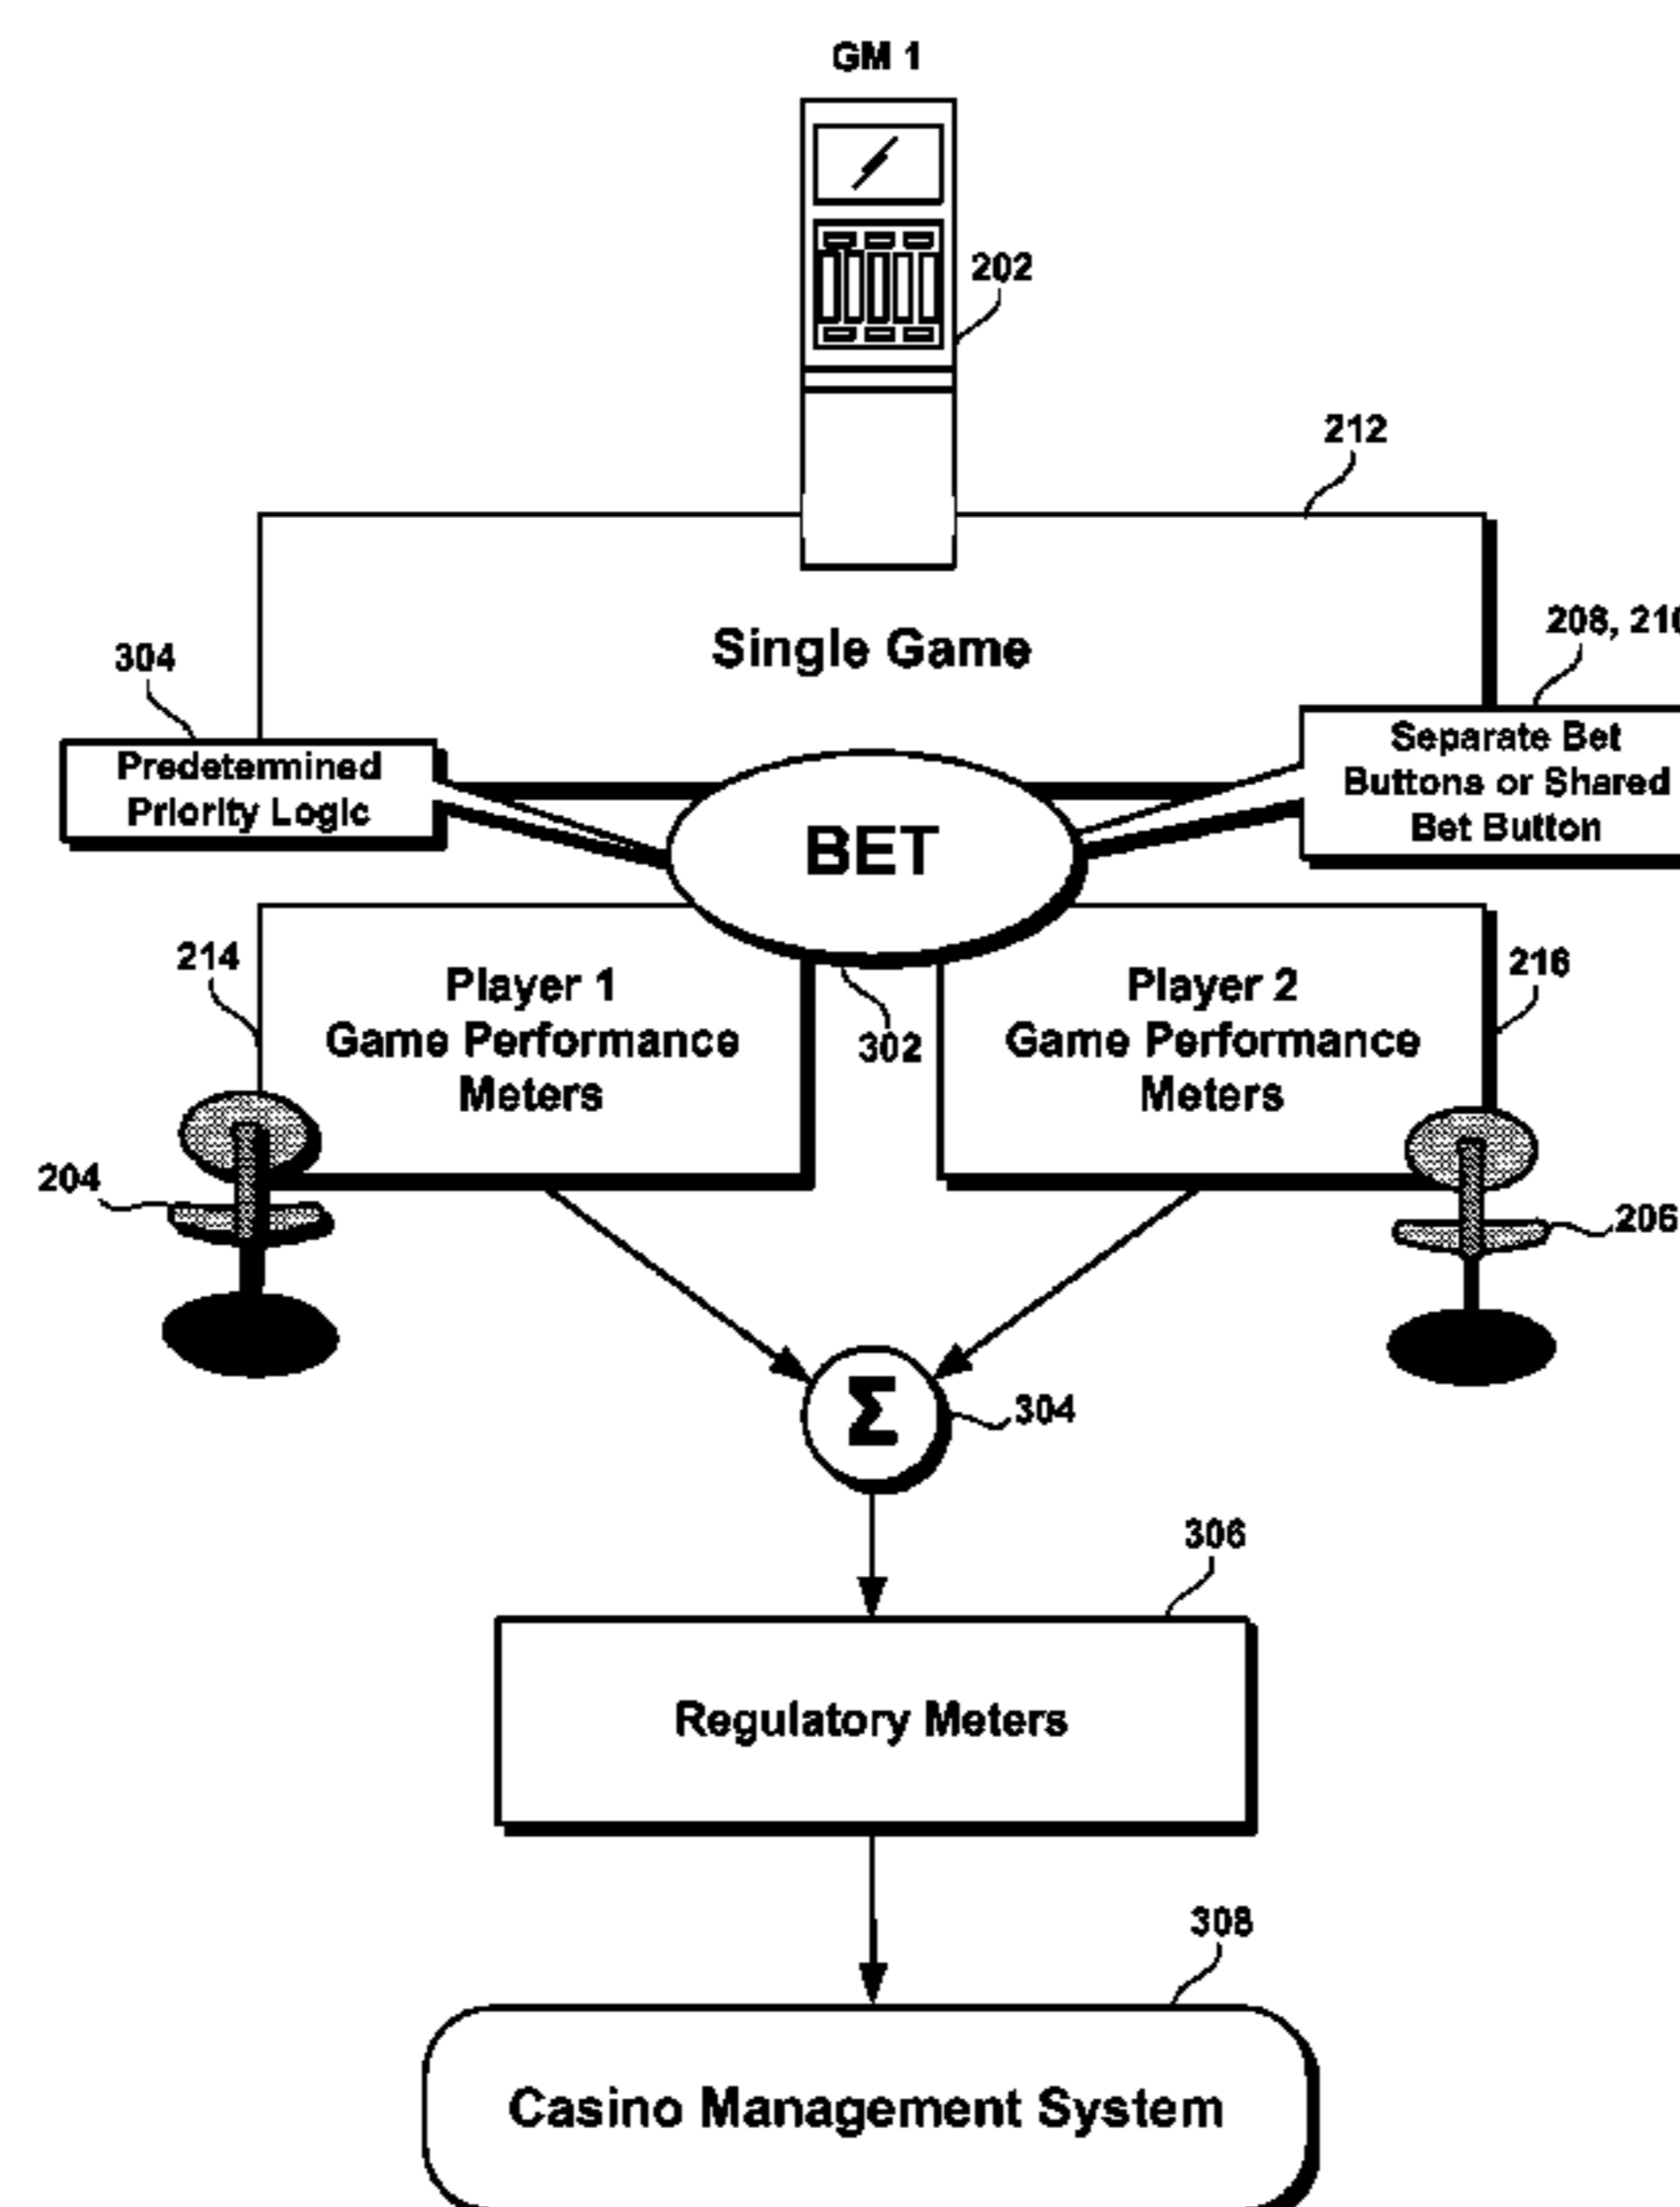 GM 1
202
212
Single Game
208, 210
304
Predetermined
Priority Logic
Separate Bet
Buttons or Shared
Bet Button
BET
214
Player 1
Game Performance
Meters
302
Player 2
Game Performance
Meters
216
204
206
Σ
304
306
Regulatory Meters
308
Casino Management System